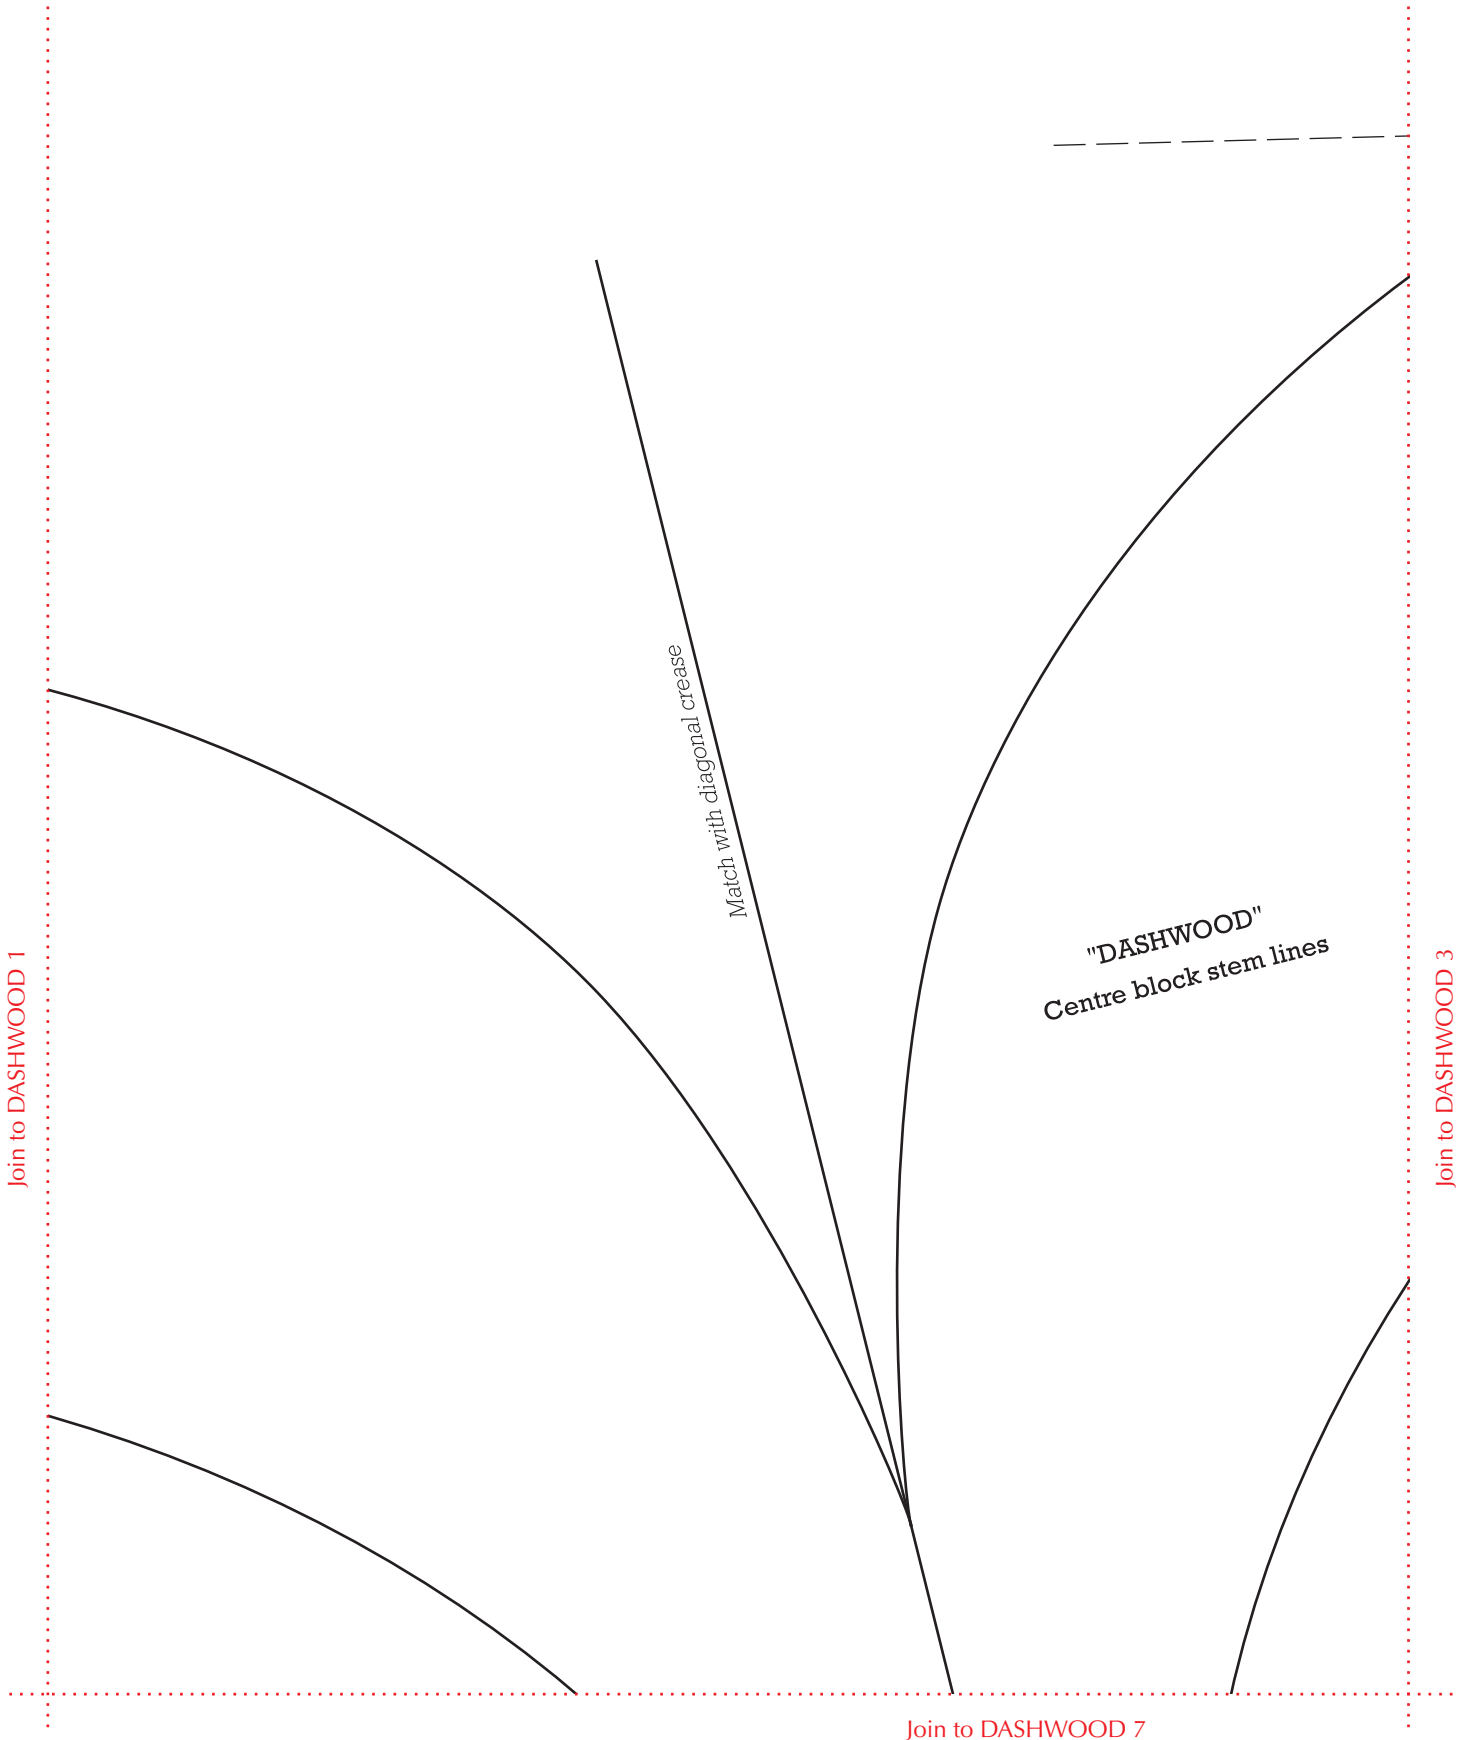 Match with diagonal crease
"DASHWOOD"
Centre block stem lines
Join to DASHWOOD 1
Join to DASHWOOD 3
Join to DASHWOOD 7